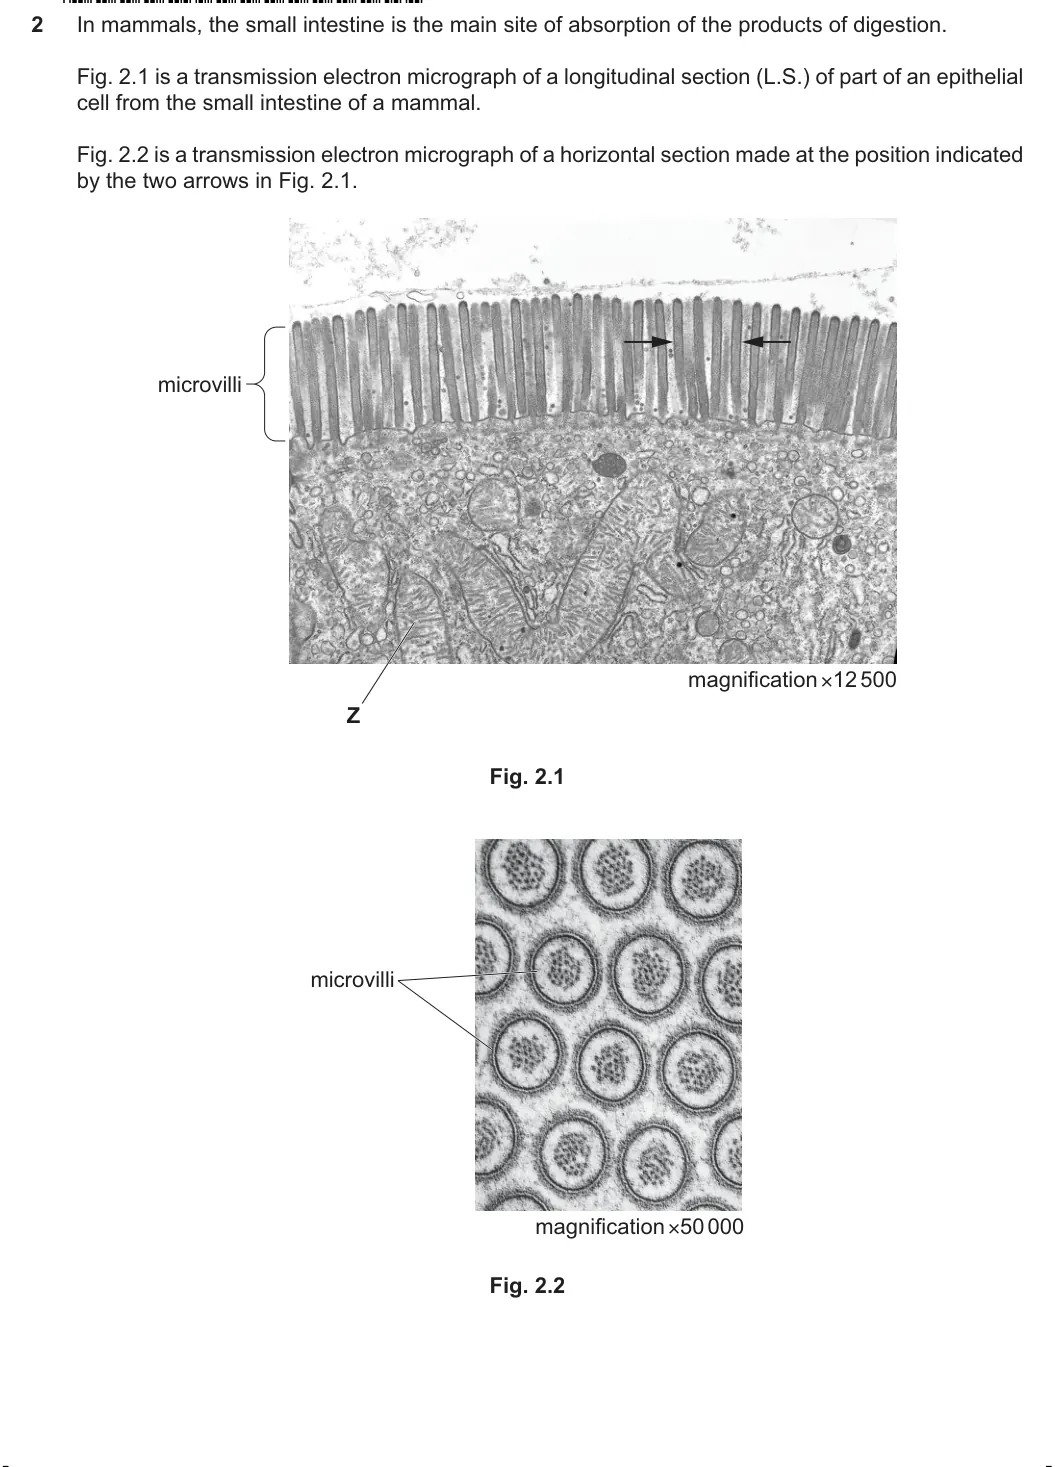 2 In mammals, the small intestine is the main site of absorption of the products of digestion.
Fig. 2.1 is a transmission electron micrograph of a longitudinal section (L.S.) of part of an epithelial
cell from the small intestine of a mammal.
Fig. 2.2 is a transmission electron micrograph of a horizontal section made at the position indicated
by the two arrows in Fig. 2.1.
microvilli
magnification ×12 500
Z
Fig. 2.1
microvilli
magnification ×50 000
Fig. 2.2